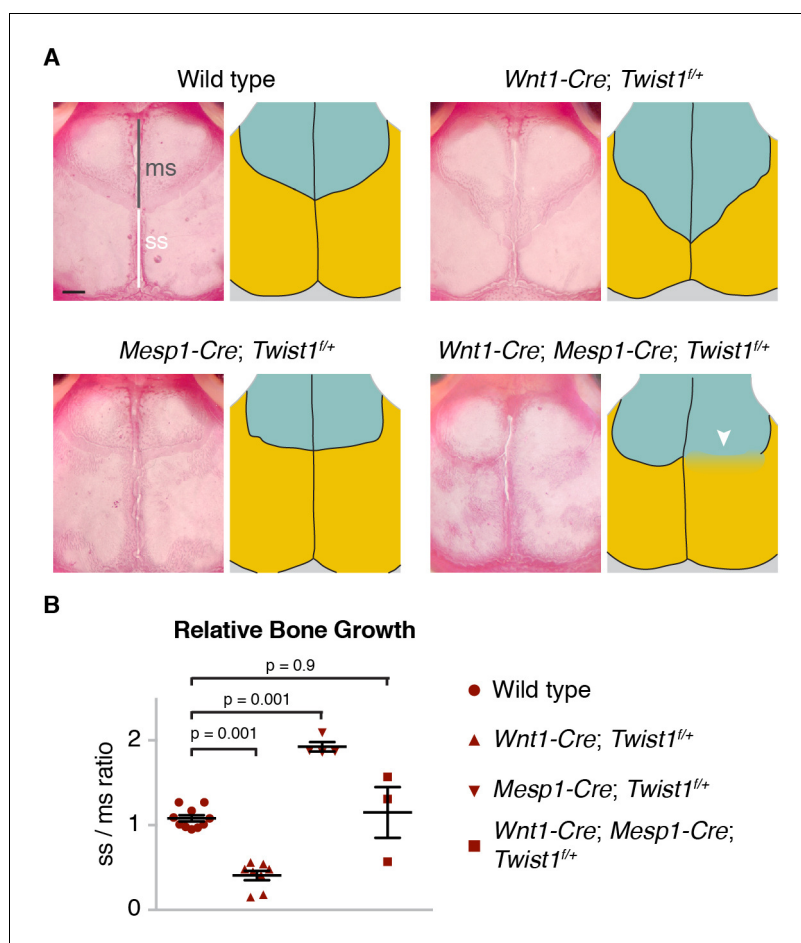 A
Wild type
Wnt1-Cre; Twist1f/+
ms
ss
Mesp1-Cre; Twist1f/+
Wnt1-Cre; Mesp1-Cre; Twist1f/+
B
Relative Bone Growth
p = 0.9
p = 0.001
p = 0.001
ss / ms ratio
2
1
0
Wild type
Wnt1-Cre; Twist1f/+
Mesp1-Cre; Twist1f/+
Wnt1-Cre; Mesp1-Cre;
Twist1f/+